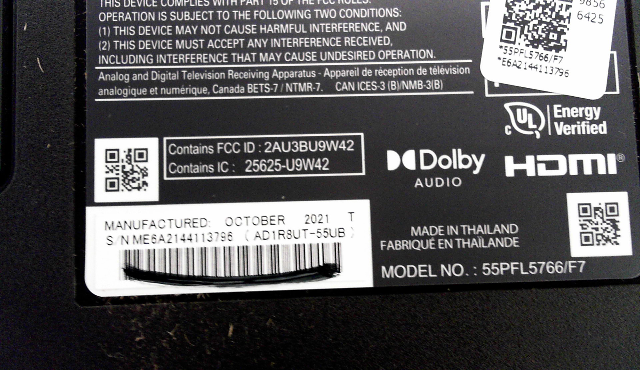 THIS DEVICE COMPLIES WITH PART 15 OF THE FCC RULES.
OPERATION IS SUBJECT TO THE FOLLOWING TWO CONDITIONS:
(1) THIS DEVICE MAY NOT CAUSE HARMFUL INTERFERENCE, AND
(2) THIS DEVICE MUST ACCEPT ANY INTERFERENCE RECEIVED,
INCLUDING INTERFERENCE THAT MAY CAUSE UNDESIRED OPERATION.
Analog and Digital Television Receiving Apparatus - Appareil de réception de télévision
analogique et numérique, Canada BETS-7 / NTMR-7. CAN ICES-3 (B)/NMB-3(B)
9856
6425
*55PFL5766/F7
*E6A2144113796
c UL Energy
Verified
Contains FCC ID : 2AU3BU9W42
Contains IC : 25625-U9W42
Dolby
AUDIO
HDMI®
MANUFACTURED: OCTOBER 2021 T
S/N ME6A2144113796 ( AD1R8UT-55UB )
MADE IN THAILAND
FABRIQUÉ EN THAÏLANDE
MODEL NO. : 55PFL5766/F7